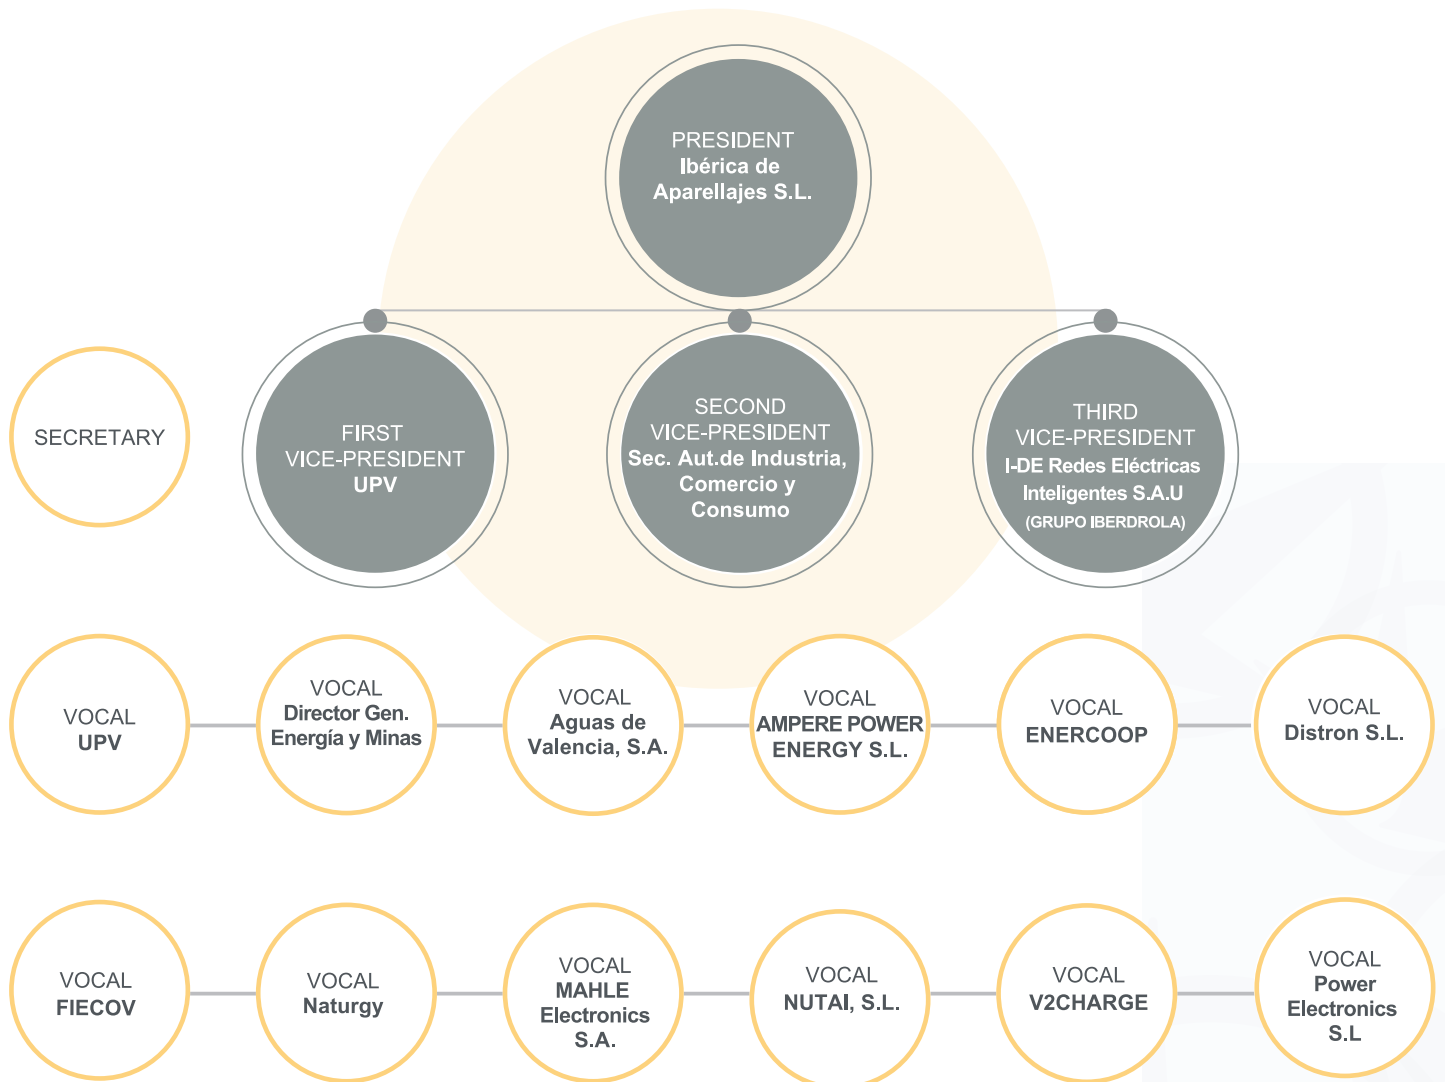 PRESIDENT
Ibérica de
Aparellajes S.L.
SECRETARY
FIRST
VICE-PRESIDENT
UPV
SECOND
VICE-PRESIDENT
Sec. Aut.de Industria,
Comercio y
Consumo
THIRD
VICE-PRESIDENT
I-DE Redes Eléctricas
Inteligentes S.A.U
(GRUPO IBERDROLA)
VOCAL
UPV
VOCAL
Director Gen.
Energía y Minas
VOCAL
Aguas de
Valencia, S.A.
VOCAL
AMPERE POWER
ENERGY S.L.
VOCAL
ENERCOOP
VOCAL
Distron S.L.
VOCAL
FIECOV
VOCAL
Naturgy
VOCAL
MAHLE
Electronics
S.A.
VOCAL
NUTAI, S.L.
VOCAL
V2CHARGE
VOCAL
Power
Electronics
S.L